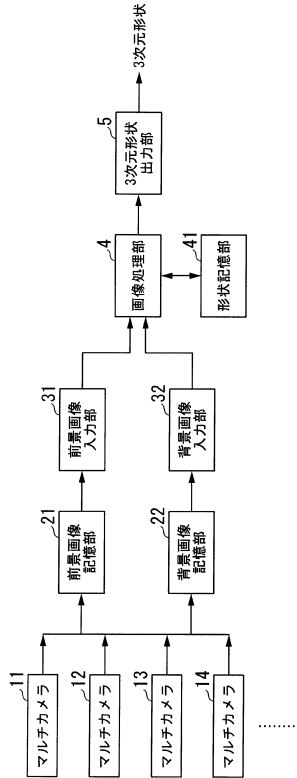 11
マルチカメラ
12
マルチカメラ
13
マルチカメラ
14
マルチカメラ
………
21
前景画像
記憶部
22
背景画像
記憶部
31
前景画像
入力部
32
背景画像
入力部
4
画像処理部
41
形状記憶部
5
3次元形状
出力部
3次元形状